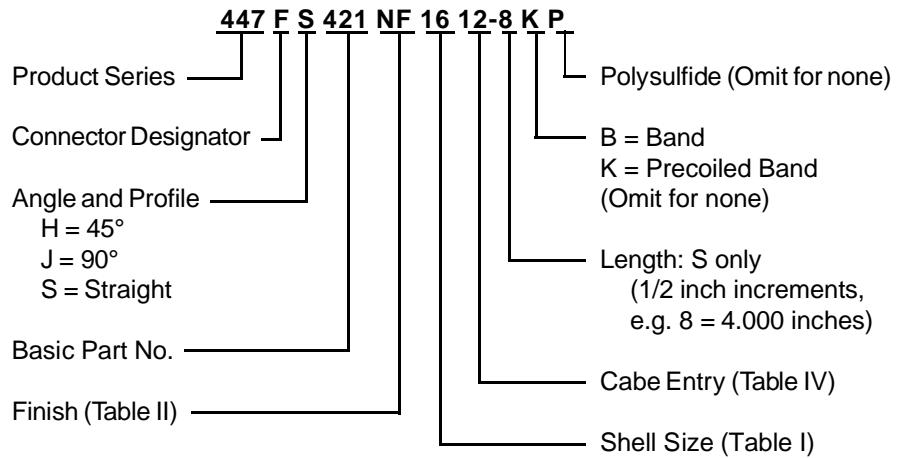 447 F S 421 NF 16 12-8 K P
Product Series
Connector Designator
Angle and Profile
H = 45°
J = 90°
S = Straight
Basic Part No.
Finish (Table II)
Polysulfide (Omit for none)
B = Band
K = Precoiled Band
(Omit for none)
Length: S only
(1/2 inch increments,
e.g. 8 = 4.000 inches)
Cabe Entry (Table IV)
Shell Size (Table I)